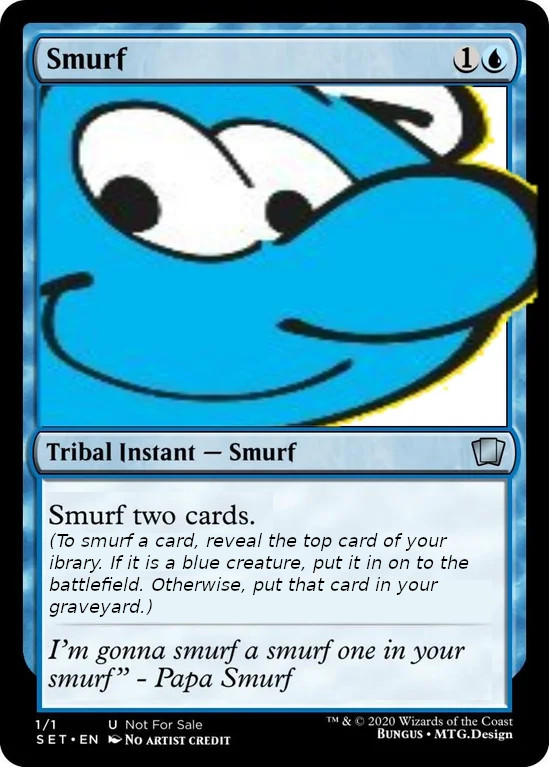 Smurf 1
Tribal Instant — Smurf
Smurf two cards.
(To smurf a card, reveal the top card of your
ibrary. If it is a blue creature, put it in on to the
battlefield. Otherwise, put that card in your
graveyard.)
I'm gonna smurf a smurf one in your
smurf” - Papa Smurf
1/1 U Not For Sale ™ & © 2020 Wizards of the Coast
SET • EN No artist credit Bungus • MTG.Design